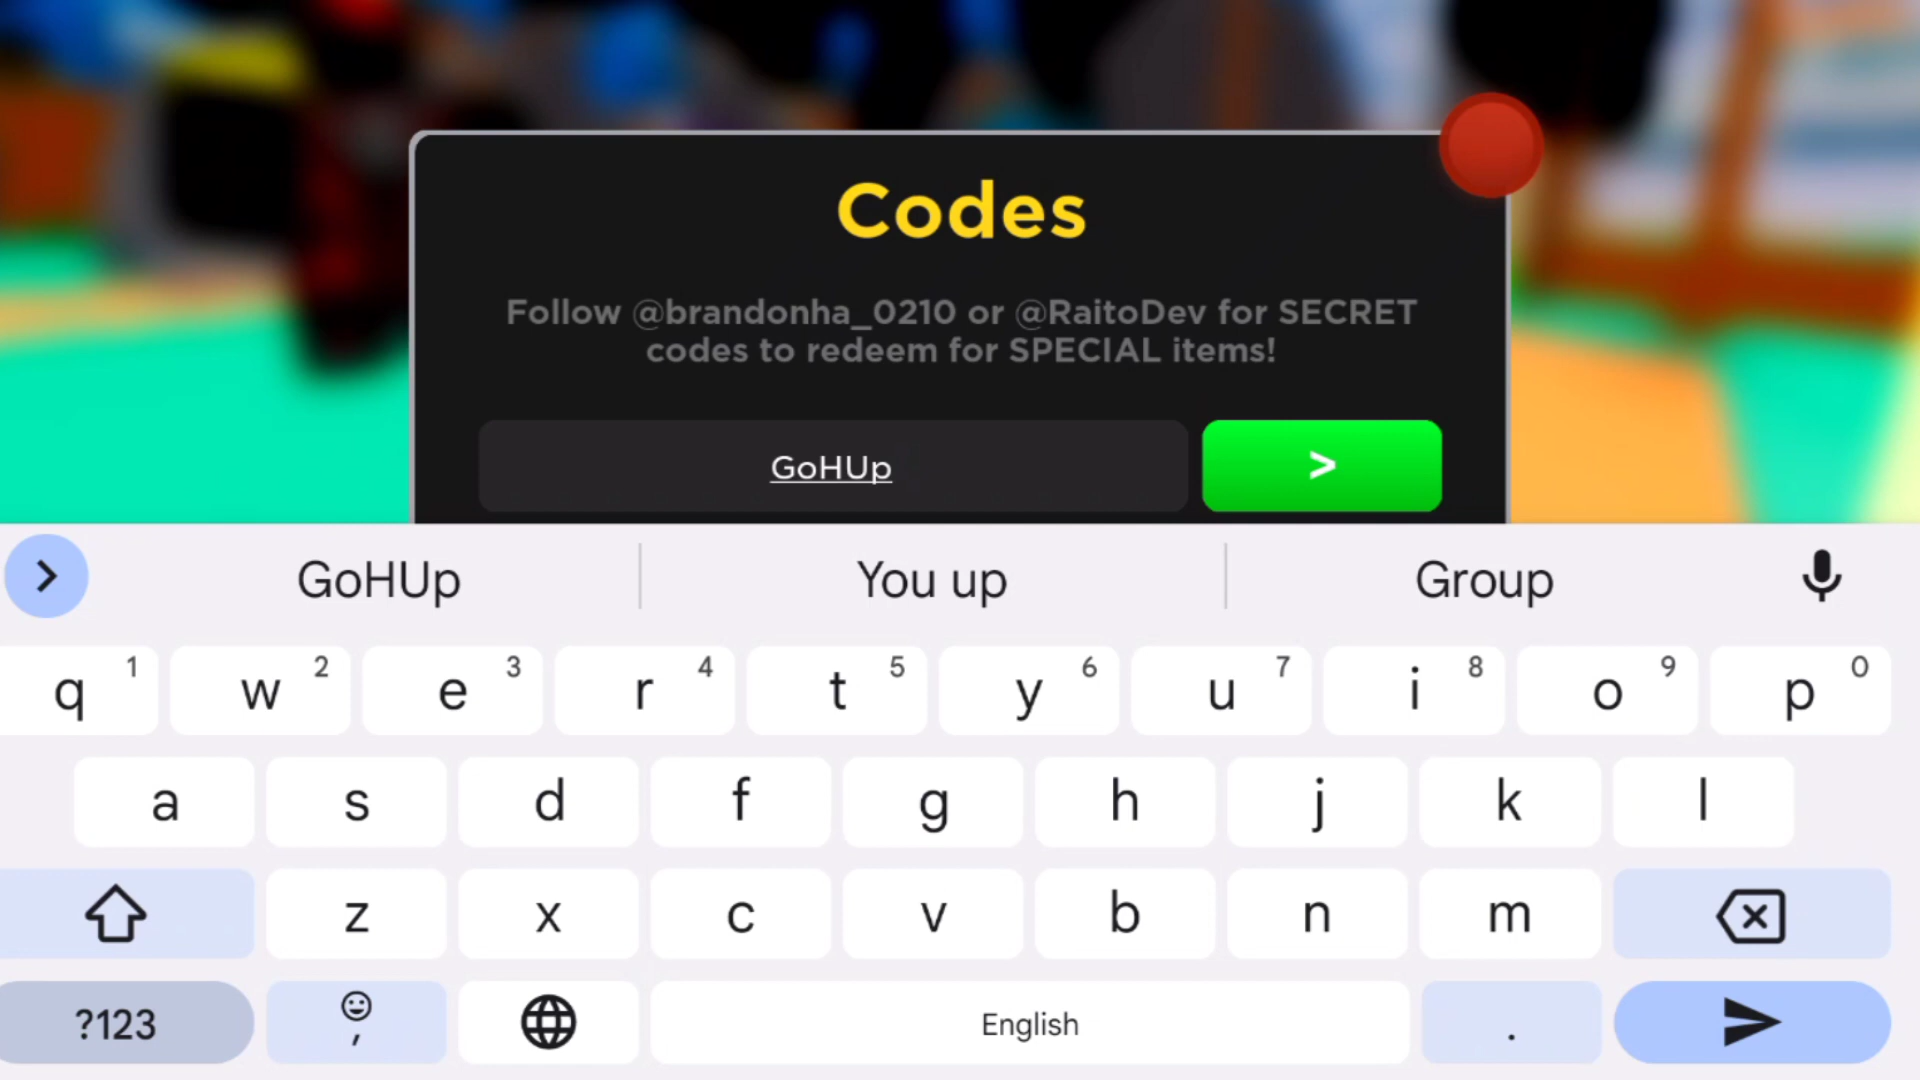 Codes
Follow @brandonha_0210 or @RaitoDev for SECRET
codes to redeem for SPECIAL items!
GoHUp >
GoHUp You up Group
q 1 w 2 e 3 r 4 t 5 y 6 u 7 i 8 o 9 p 0
a s d f g h j k l
z x c v b n m
?123 , English .